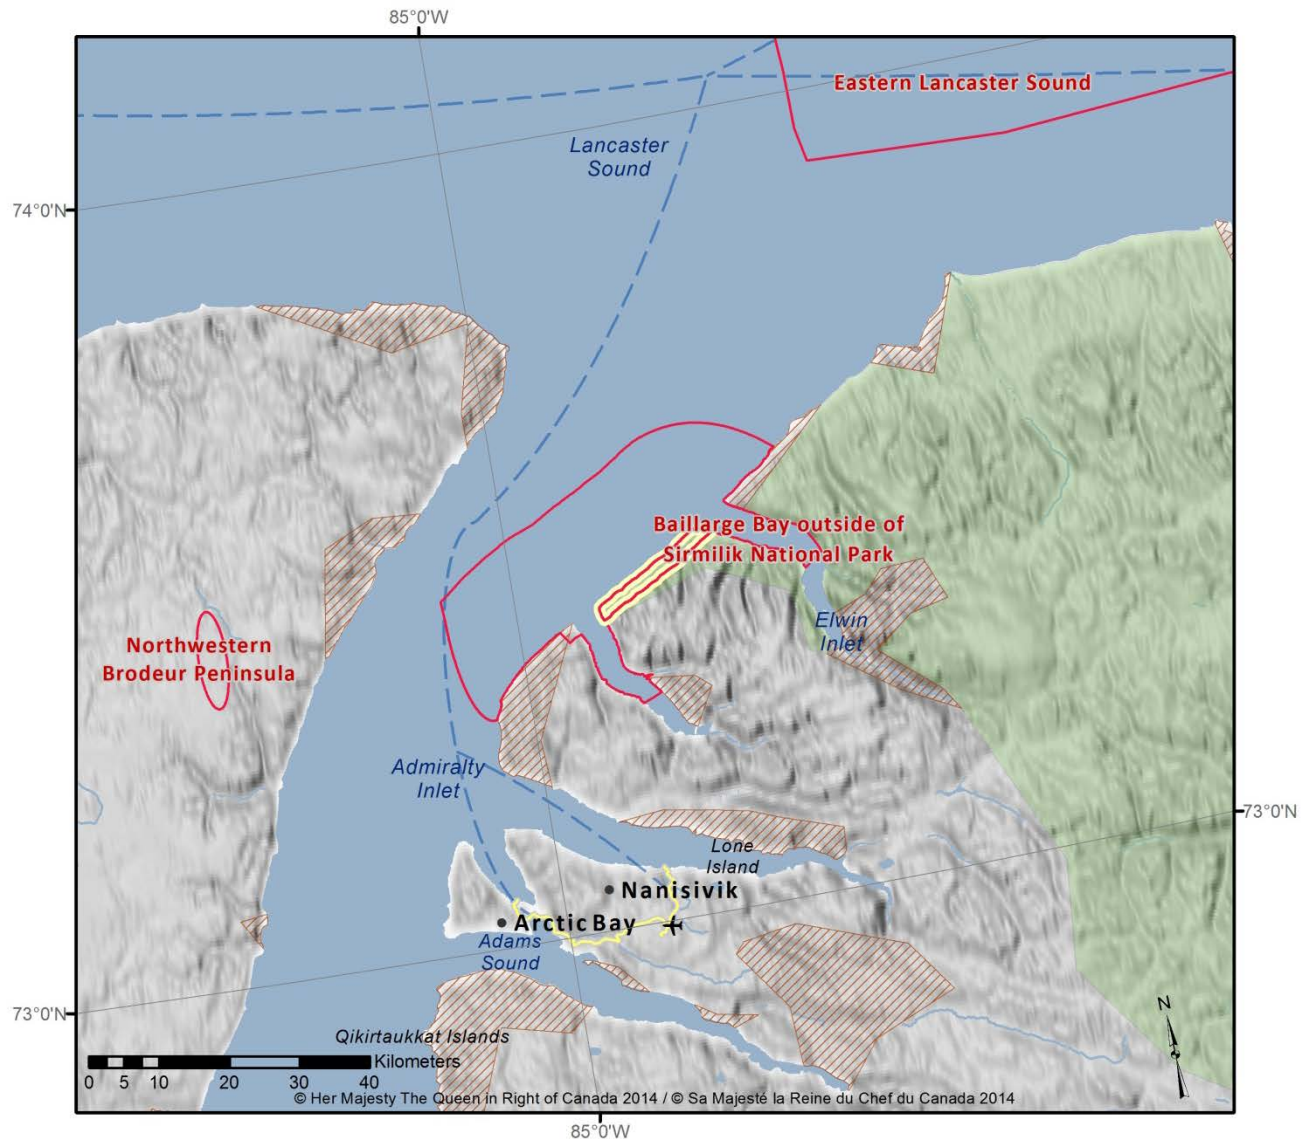 85°0'W
Eastern Lancaster Sound
Lancaster
Sound
74°0'N
Baillarge Bay outside of
Sirmilik National Park
Elwin
Inlet
Northwestern
Brodeur Peninsula
Admiralty
Inlet
73°0'N
Lone
Island
Nanisivik
Arctic Bay
Adams
Sound
73°0'N
N
Qikirtaukkat Islands
Kilometers
0 5 10 20 30 40
© Her Majesty The Queen in Right of Canada 2014 / © Sa Majesté la Reine du Chef du Canada 2014
85°0'W